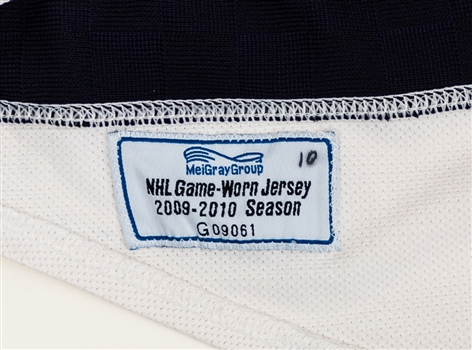 MeiGrayGroup 10
NHL Game-Worn Jersey
2009-2010 Season
G09061